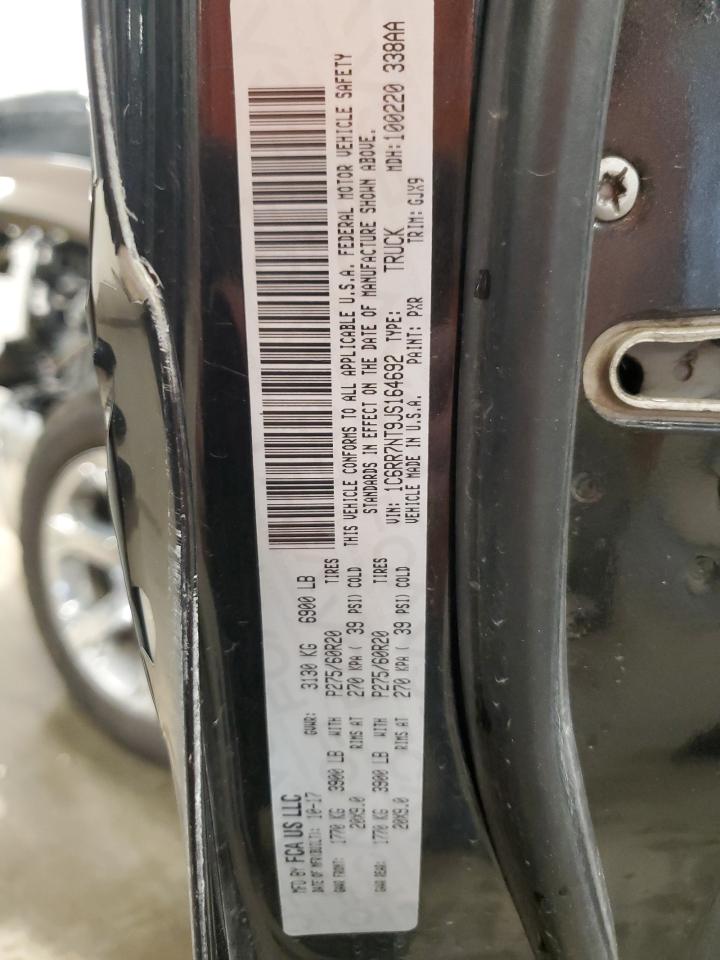 MFD BY FCA US LLC
DATE OF MFR(BUILT): 10-17 GVWR: 3130 KG 6900 LB
GAWR FRONT: 1770 KG 3900 LB WITH P275/60R20 TIRES
20X9.0 RIMS AT 270 KPA ( 39 PSI) COLD
GAWR REAR: 1770 KG 3900 LB WITH P275/60R20 TIRES
20X9.0 RIMS AT 270 KPA ( 39 PSI) COLD
THIS VEHICLE CONFORMS TO ALL APPLICABLE U.S.A. FEDERAL MOTOR VEHICLE SAFETY
STANDARDS IN EFFECT ON THE DATE OF MANUFACTURE SHOWN ABOVE.
VIN: 1C6RR7NT9JS164692 TYPE: TRUCK MDH: 100220 338AA
VEHICLE MADE IN U.S.A. PAINT: PXR TRIM: GJX9